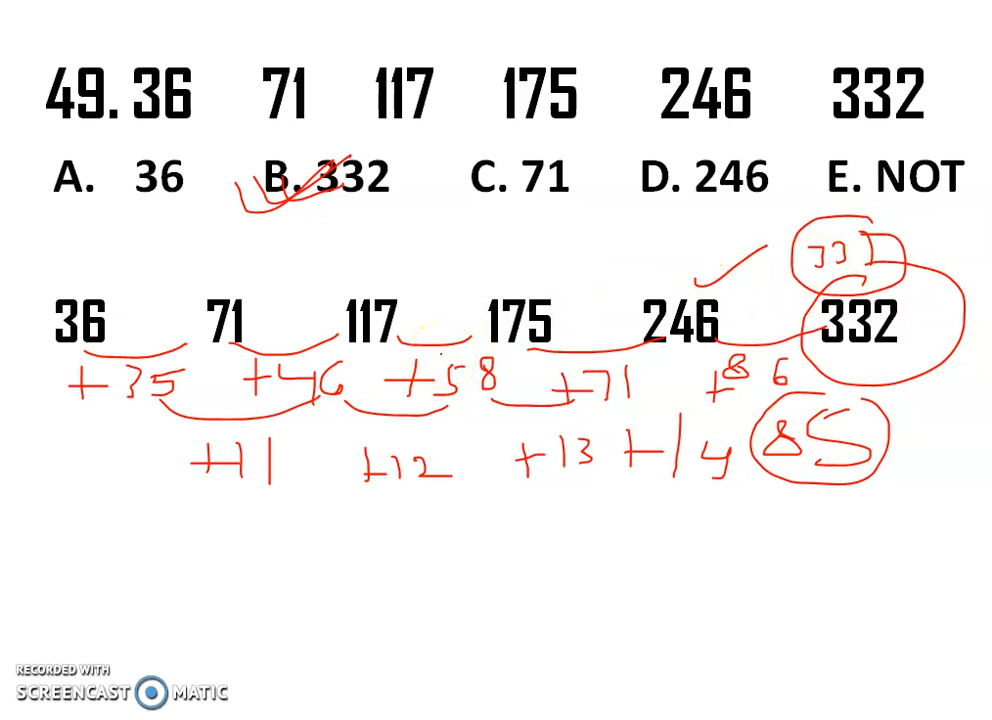 49. 36 71 117 175 246 332
A. 36 B. 332 C. 71 D. 246 E. NOT
331
36 71 117 175 246 332
+35 +46 +58 +71 +86
+11 +12 +13 +14 85
RECORDED WITH
SCREENCAST MATIC